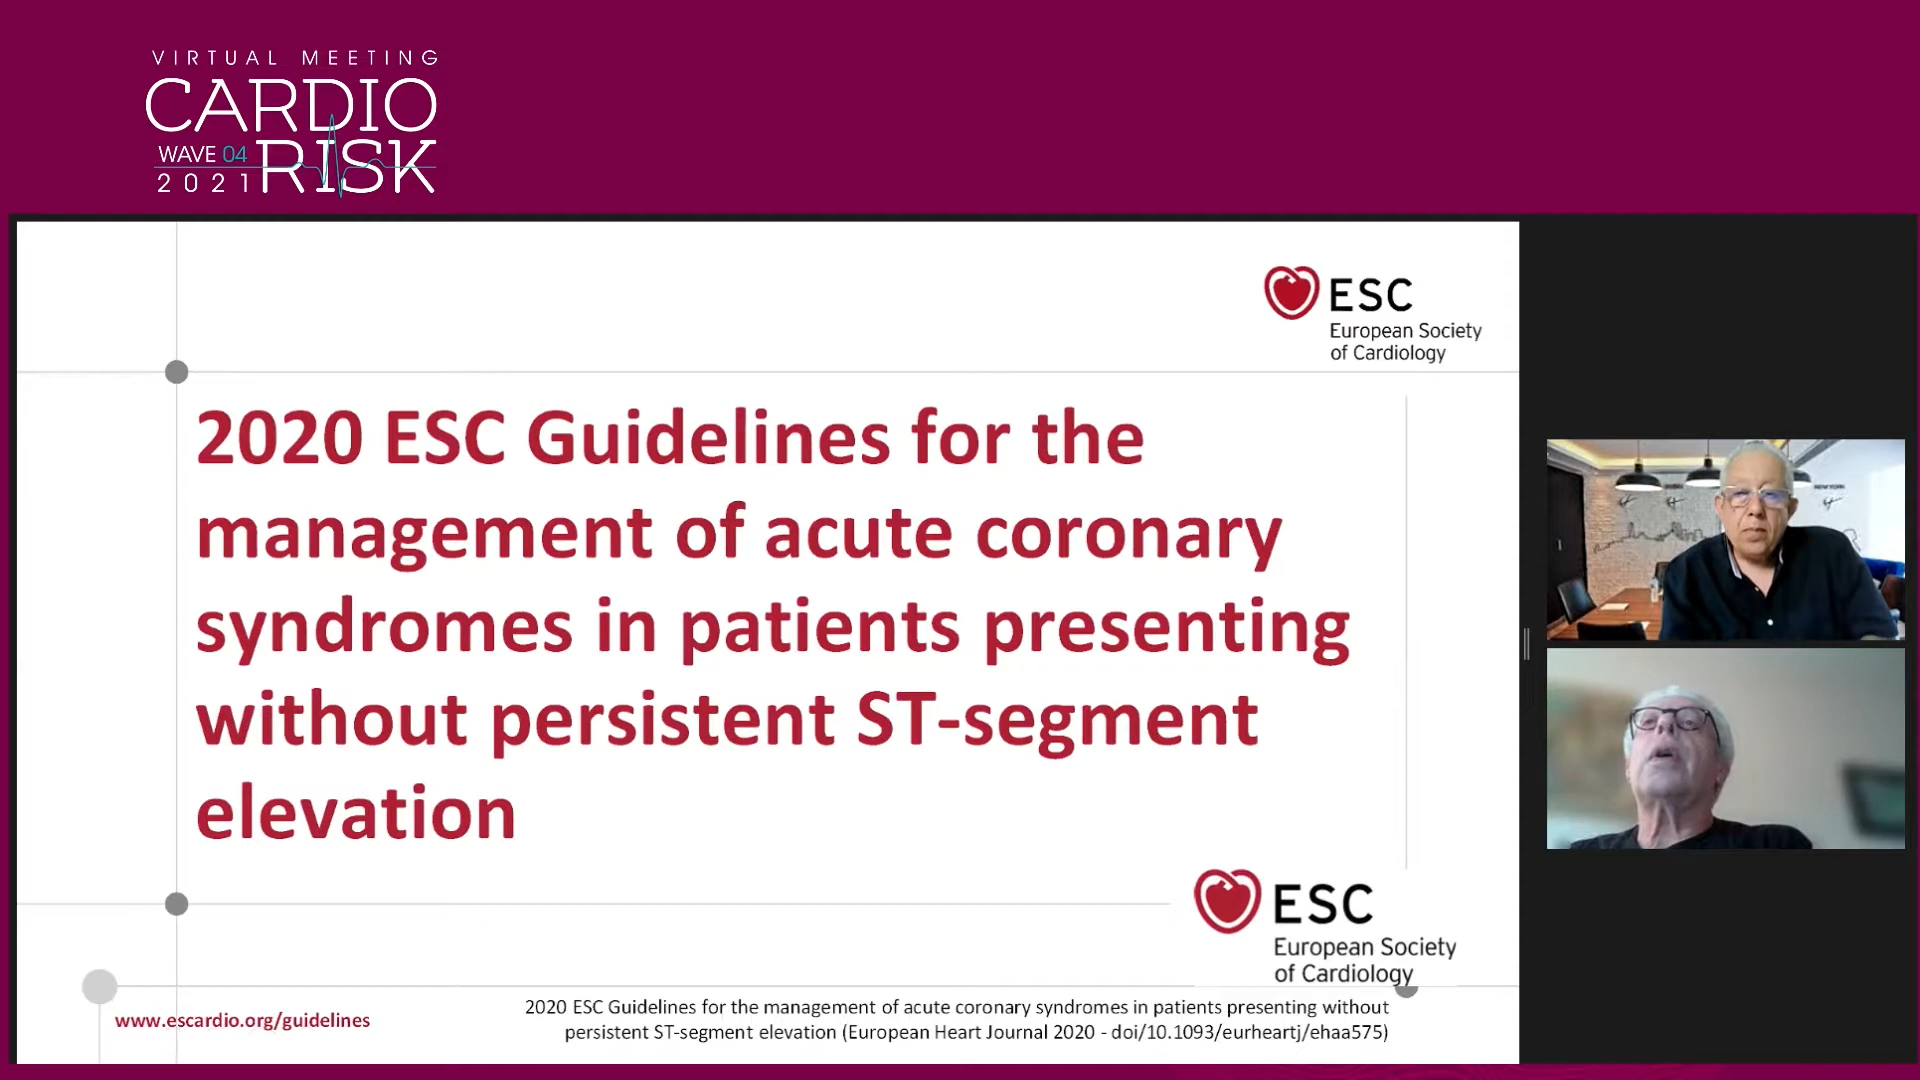 VIRTUAL MEETING
CARDIO
WAVE 04
2021 RISK
ESC
European Society
of Cardiology
2020 ESC Guidelines for the
management of acute coronary
syndromes in patients presenting
without persistent ST-segment
elevation
ESC
European Society
of Cardiology
www.escardio.org/guidelines
2020 ESC Guidelines for the management of acute coronary syndromes in patients presenting without
persistent ST-segment elevation (European Heart Journal 2020 - doi/10.1093/eurheartj/ehaa575)